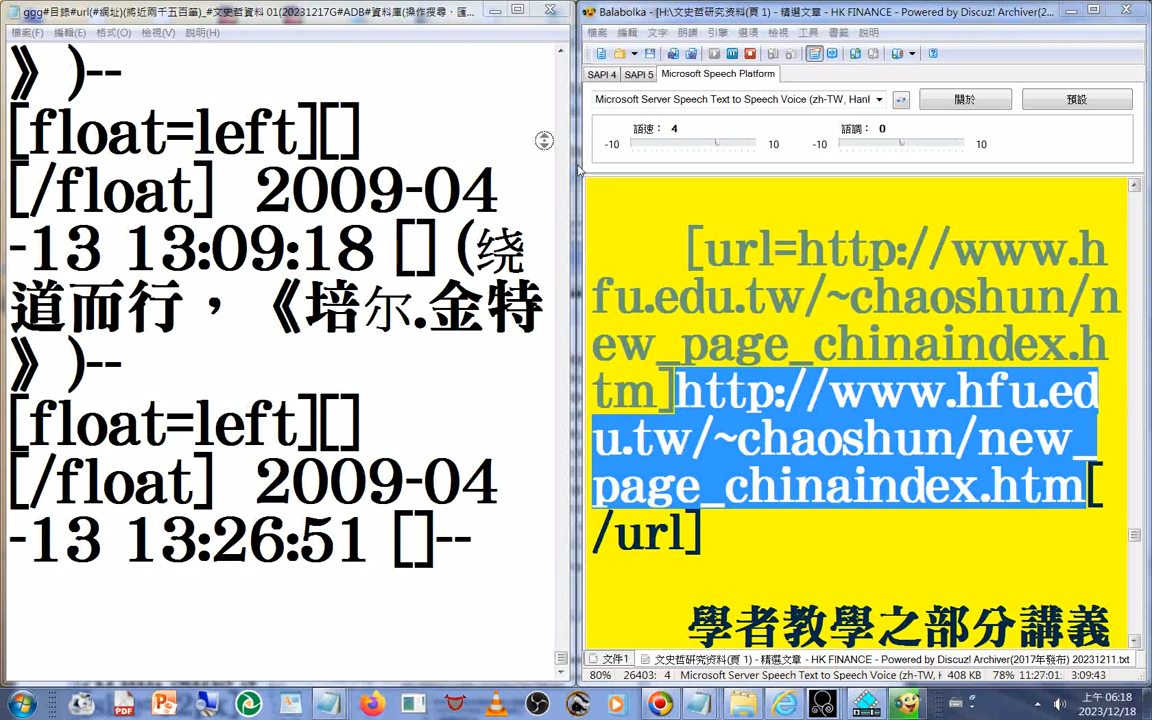 ggg#目錄#url(#網址)(將近兩千五百筆)_#文史哲資料 01(20231217G#ADB#資料庫(操作搜尋、匯...
檔案(F) 編輯(E) 格式(O) 檢視(V) 說明(H)
》)--
[float=left][]
[/float] 2009-04
-13 13:09:18 [] (绕
道而行，《培尔.金特
》)--
[float=left][]
[/float] 2009-04
-13 13:26:51 []--
Balabolka - [H:\文史哲研究资料(頁 1) - 精選文章 - HK FINANCE - Powered by Discuz! Archiver(2...
檔案 編輯 文字 朗讀 引擎 選項 檢視 工具 書籤 說明
SAPI 4 SAPI 5 Microsoft Speech Platform
Microsoft Server Speech Text to Speech Voice (zh-TW, Hanl 關於 預設
語速： 4 語調： 0
-10 10 -10 10
[url=http://www.h
fu.edu.tw/~chaoshun/n
ew_page_chinaindex.h
tm]http://www.hfu.ed
u.tw/~chaoshun/new_
page_chinaindex.htm[
/url]
學者教學之部分講義
文件1 文史哲研究资料(頁 1) - 精選文章 - HK FINANCE - Powered by Discuz! Archiver(2017年發布) 20231211.txt
80% 26403: 4 Microsoft Server Speech Text to Speech Voice (zh-TW, H 408 KB 78% 11:27:01 3:09:43
上午 06:18
2023/12/18